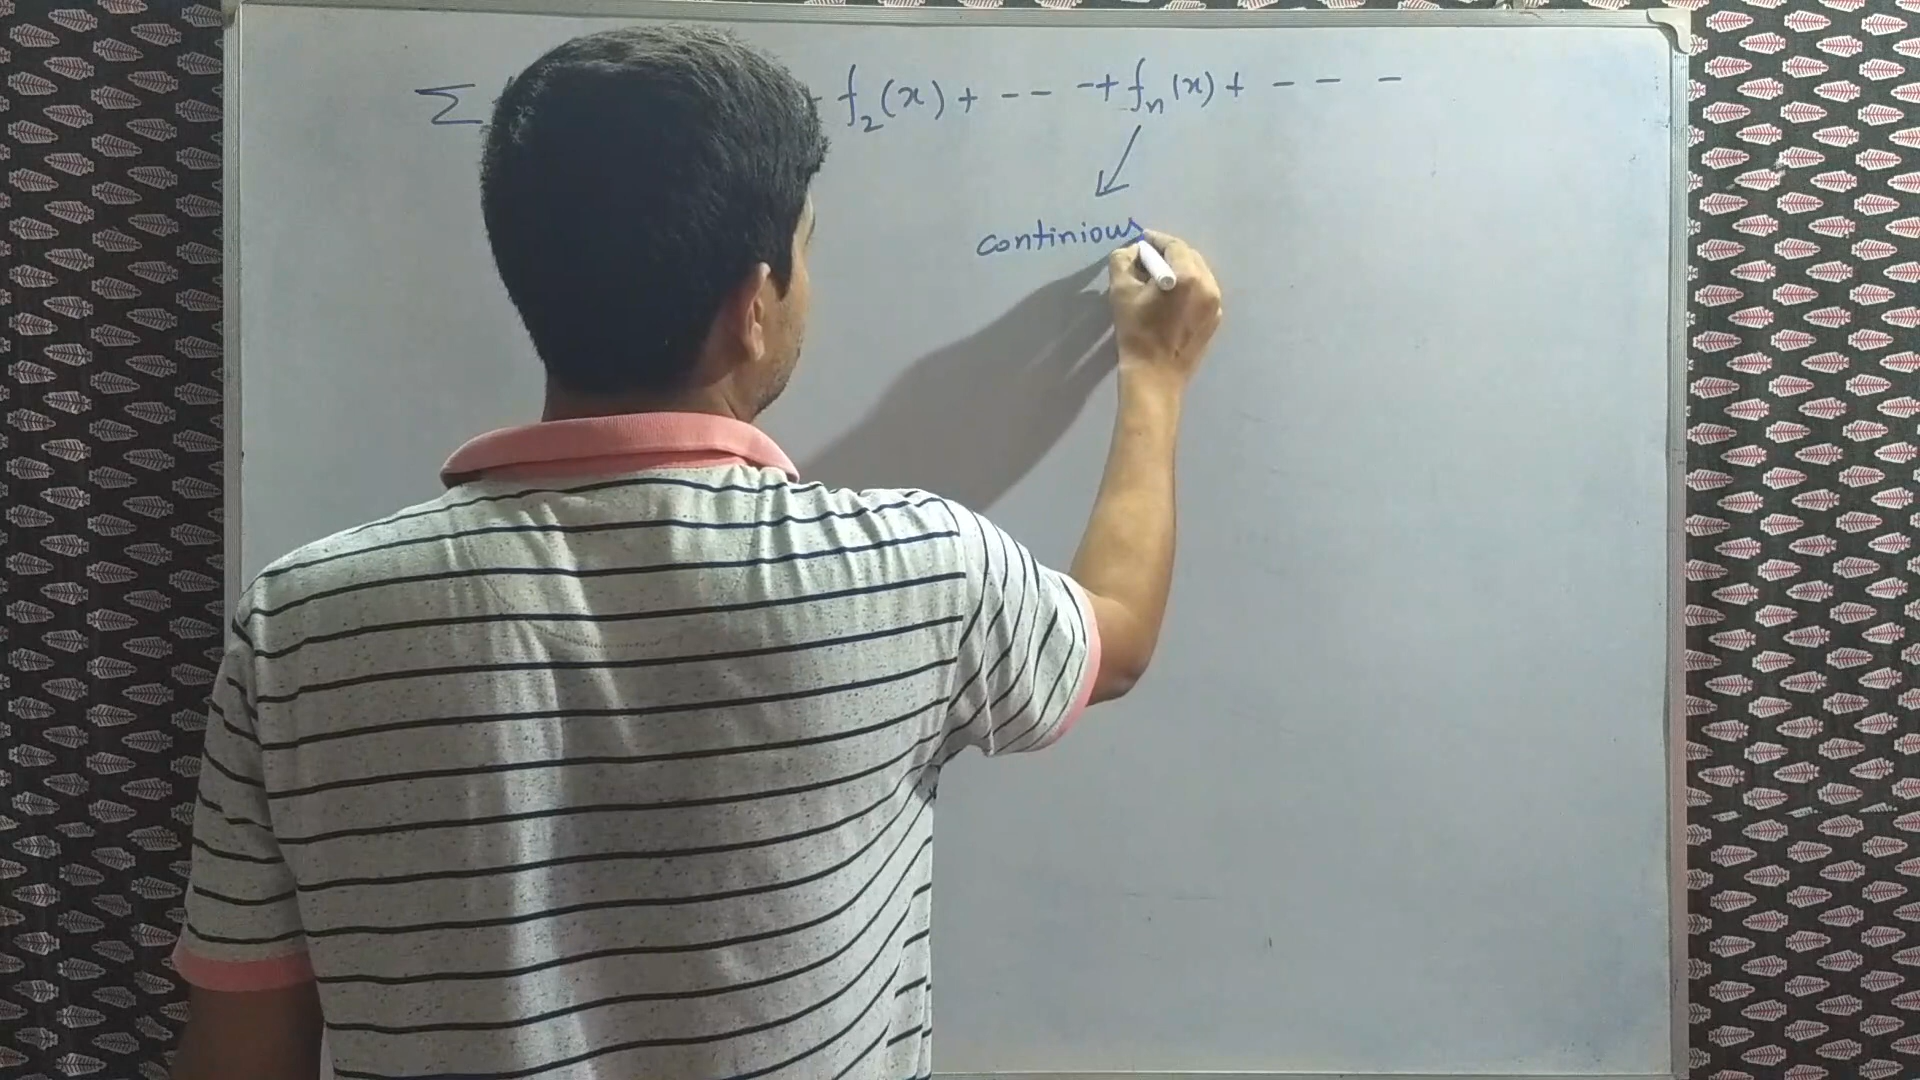 Σ f₂(x) + - - - + fₙ(x) + - - -
continious